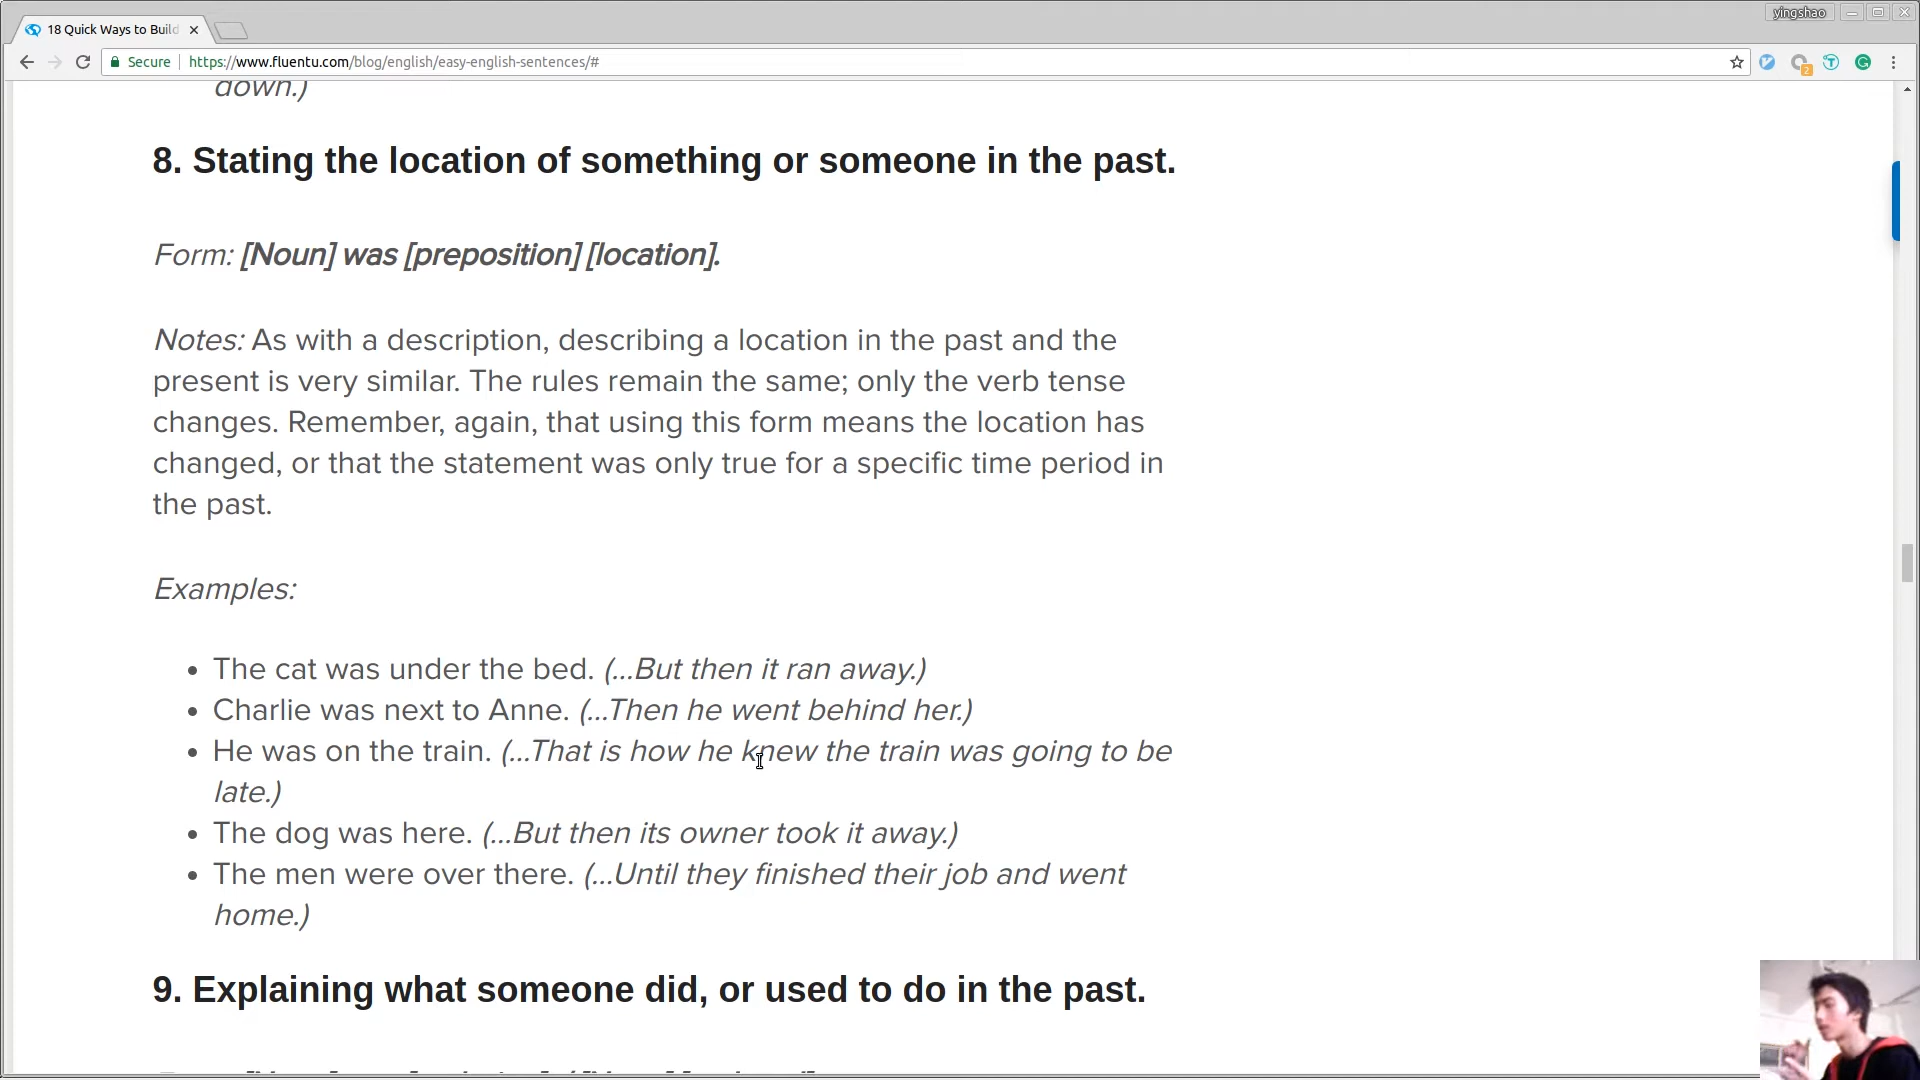 yingshao
18 Quick Ways to Build
Secure https://www.fluentu.com/blog/english/easy-english-sentences/#
2
down.)
8. Stating the location of something or someone in the past.
Form: [Noun] was [preposition] [location].
Notes: As with a description, describing a location in the past and the
present is very similar. The rules remain the same; only the verb tense
changes. Remember, again, that using this form means the location has
changed, or that the statement was only true for a specific time period in
the past.
Examples:
• The cat was under the bed. (...But then it ran away.)
• Charlie was next to Anne. (...Then he went behind her.)
• He was on the train. (...That is how he knew the train was going to be
late.)
• The dog was here. (...But then its owner took it away.)
• The men were over there. (...Until they finished their job and went
home.)
9. Explaining what someone did, or used to do in the past.